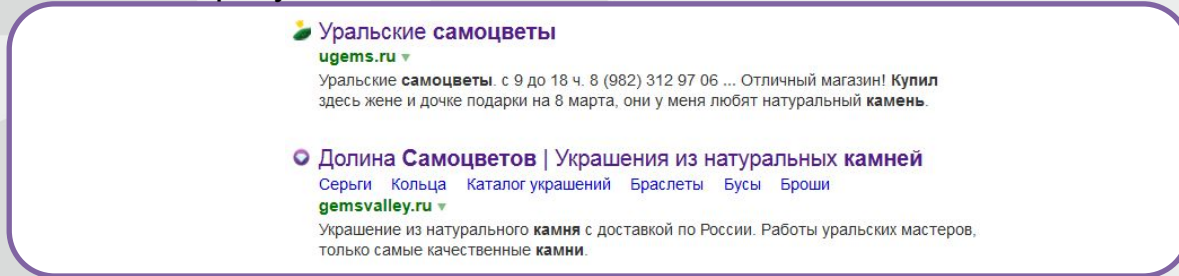 Уральские самоцветы
ugems.ru
Уральские самоцветы. с 9 до 18 ч. 8 (982) 312 97 06 ... Отличный магазин! Купил
здесь жене и дочке подарки на 8 марта, они у меня любят натуральный камень.
Долина Самоцветов | Украшения из натуральных камней
Серьги Кольца Каталог украшений Браслеты Бусы Броши
gemsvalley.ru
Украшение из натурального камня с доставкой по России. Работы уральских мастеров,
только самые качественные камни.